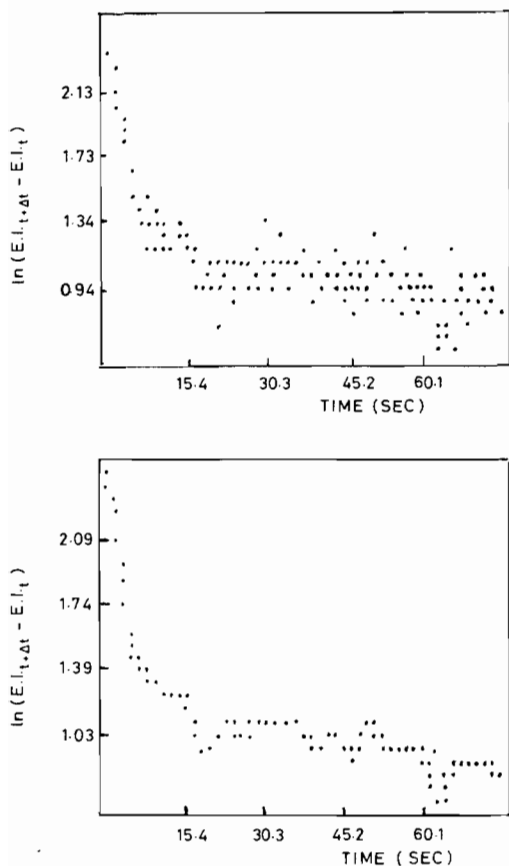 2·13
1·73
1·34
0·94
ln (E.I.t+Δt − E.I.t)
15.4 30.3 45.2 60.1
TIME (SEC)
2·09
1·74
1·39
1·03
ln (E.I.t+Δt − E.I.t)
15.4 30.3 45.2 60.1
TIME (SEC)